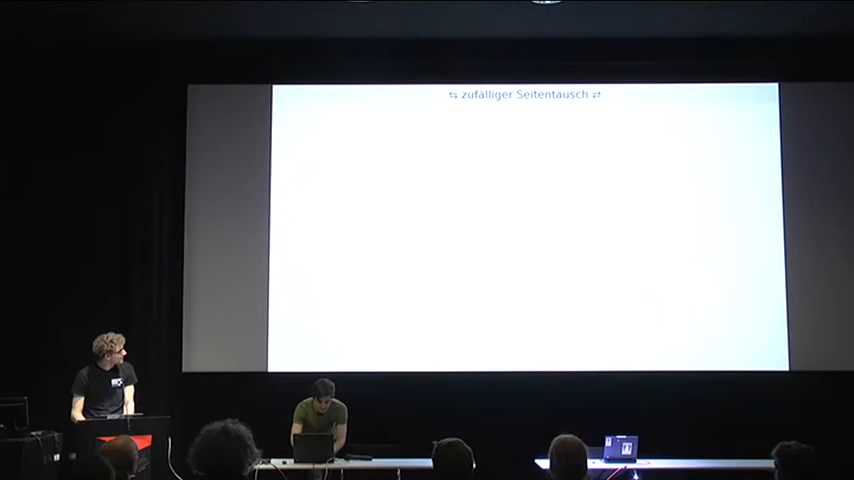 ⇆ zufälliger Seitentausch ⇄